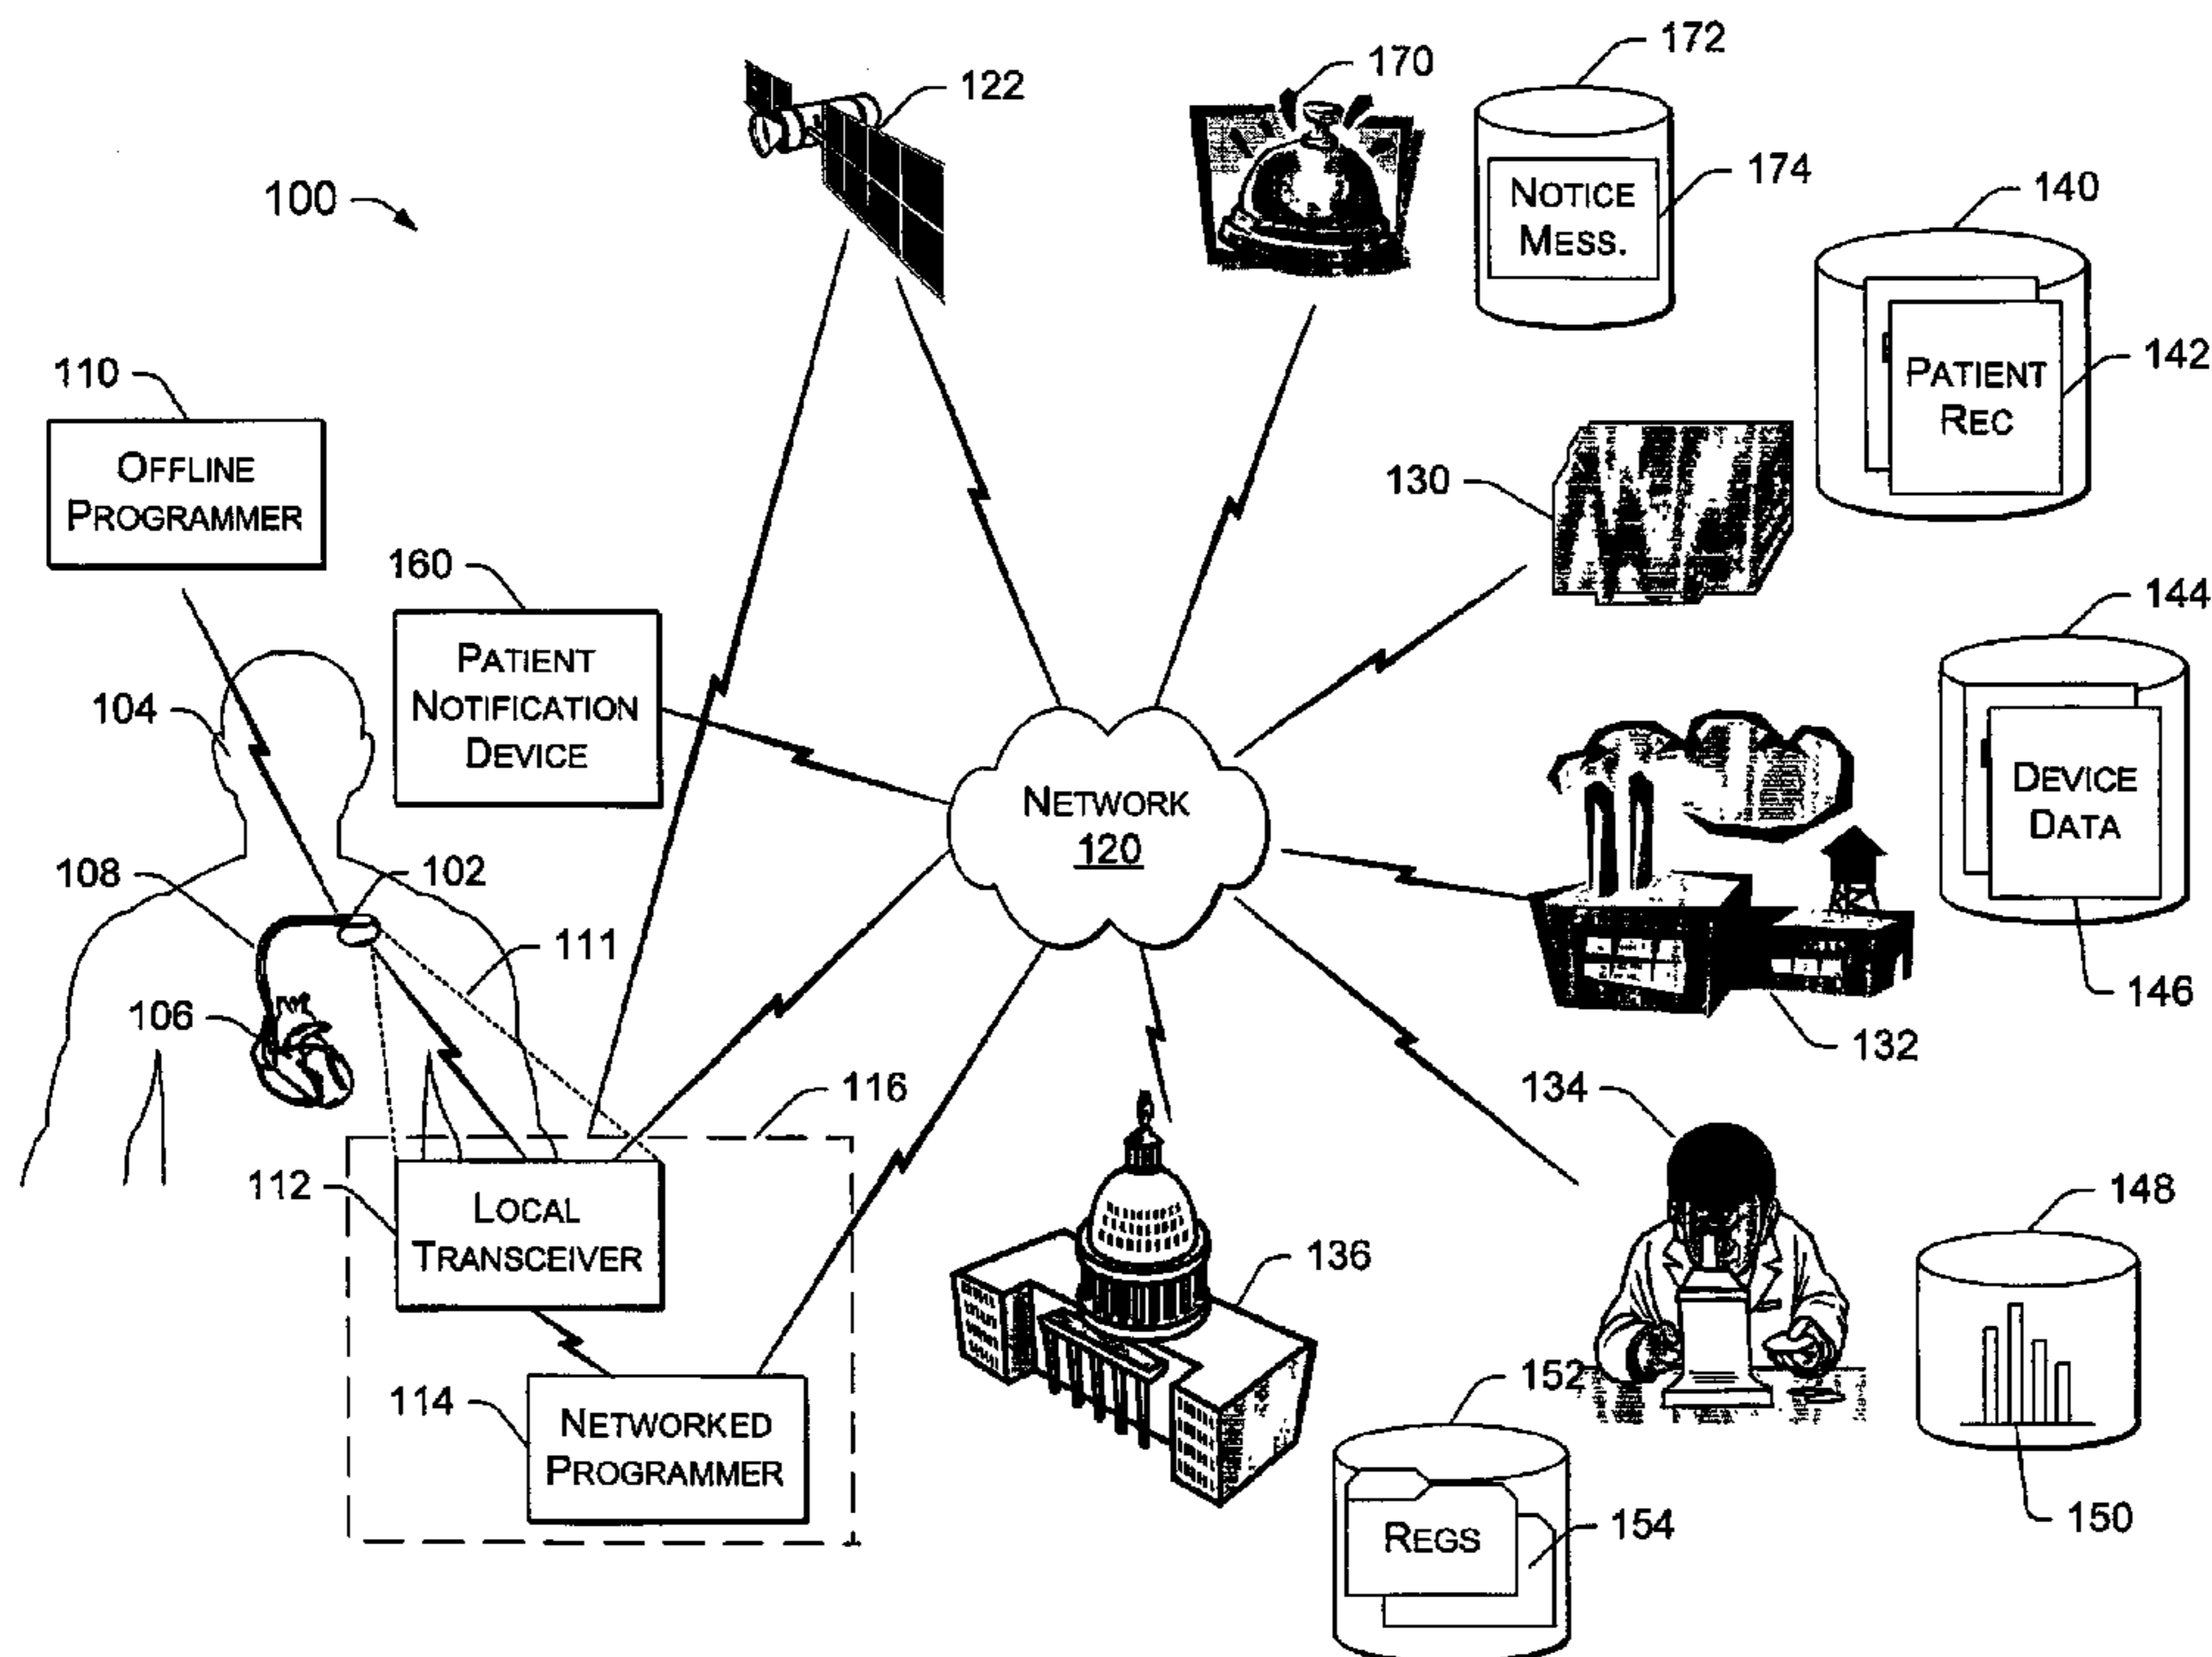 172
170
122
174
NOTICE
MESS.
140
100
110
142
PATIENT
REC
OFFLINE
PROGRAMMER
130
160
144
PATIENT
NOTIFICATION
DEVICE
104
DEVICE
DATA
NETWORK
120
108
102
111
146
106
132
116
134
112
148
LOCAL
TRANSCEIVER
136
152
114
NETWORKED
PROGRAMMER
150
154
REGS